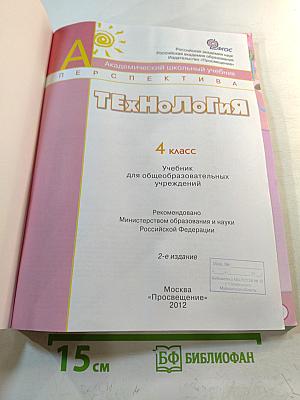 Российская академия наук
Российская академия образования
Издательство «Просвещение»
ФГОС
А
Академический школьный учебник
ПЕРСПЕКТИВА
ТЕхНоЛоГиЯ
4 класс
Учебник
для общеобразовательных
учреждений
Рекомендовано
Министерством образования и науки
Российской Федерации
2-е издание
Москва
«Просвещение»
2012
15 см
БФ БИБЛИОФАН